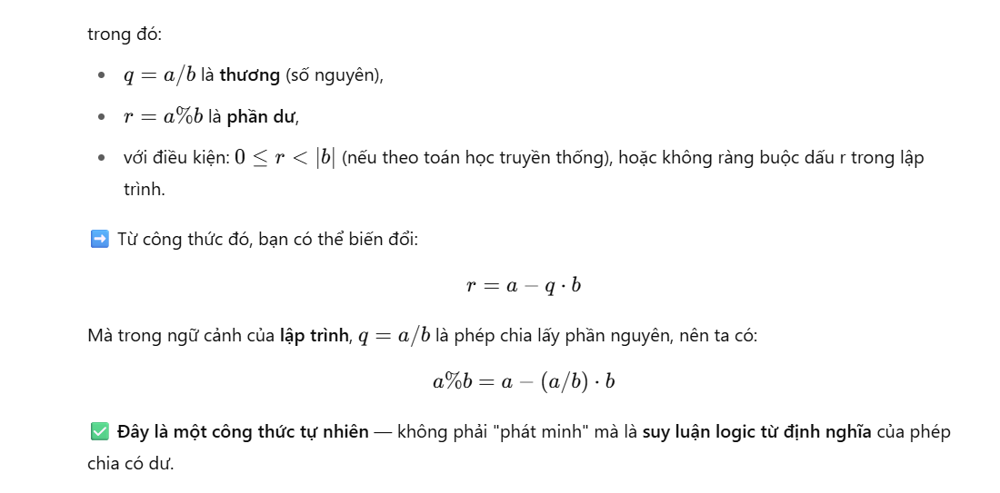 trong đó:
• q = a/b là thương (số nguyên),
• r = a%b là phần dư,
• với điều kiện: 0 ≤ r < |b| (nếu theo toán học truyền thống), hoặc không ràng buộc dấu r trong lập
trình.
➡️ Từ công thức đó, bạn có thể biến đổi:
r = a − q · b
Mà trong ngữ cảnh của lập trình, q = a/b là phép chia lấy phần nguyên, nên ta có:
a%b = a − (a/b) · b
✅ Đây là một công thức tự nhiên — không phải "phát minh" mà là suy luận logic từ định nghĩa của phép
chia có dư.